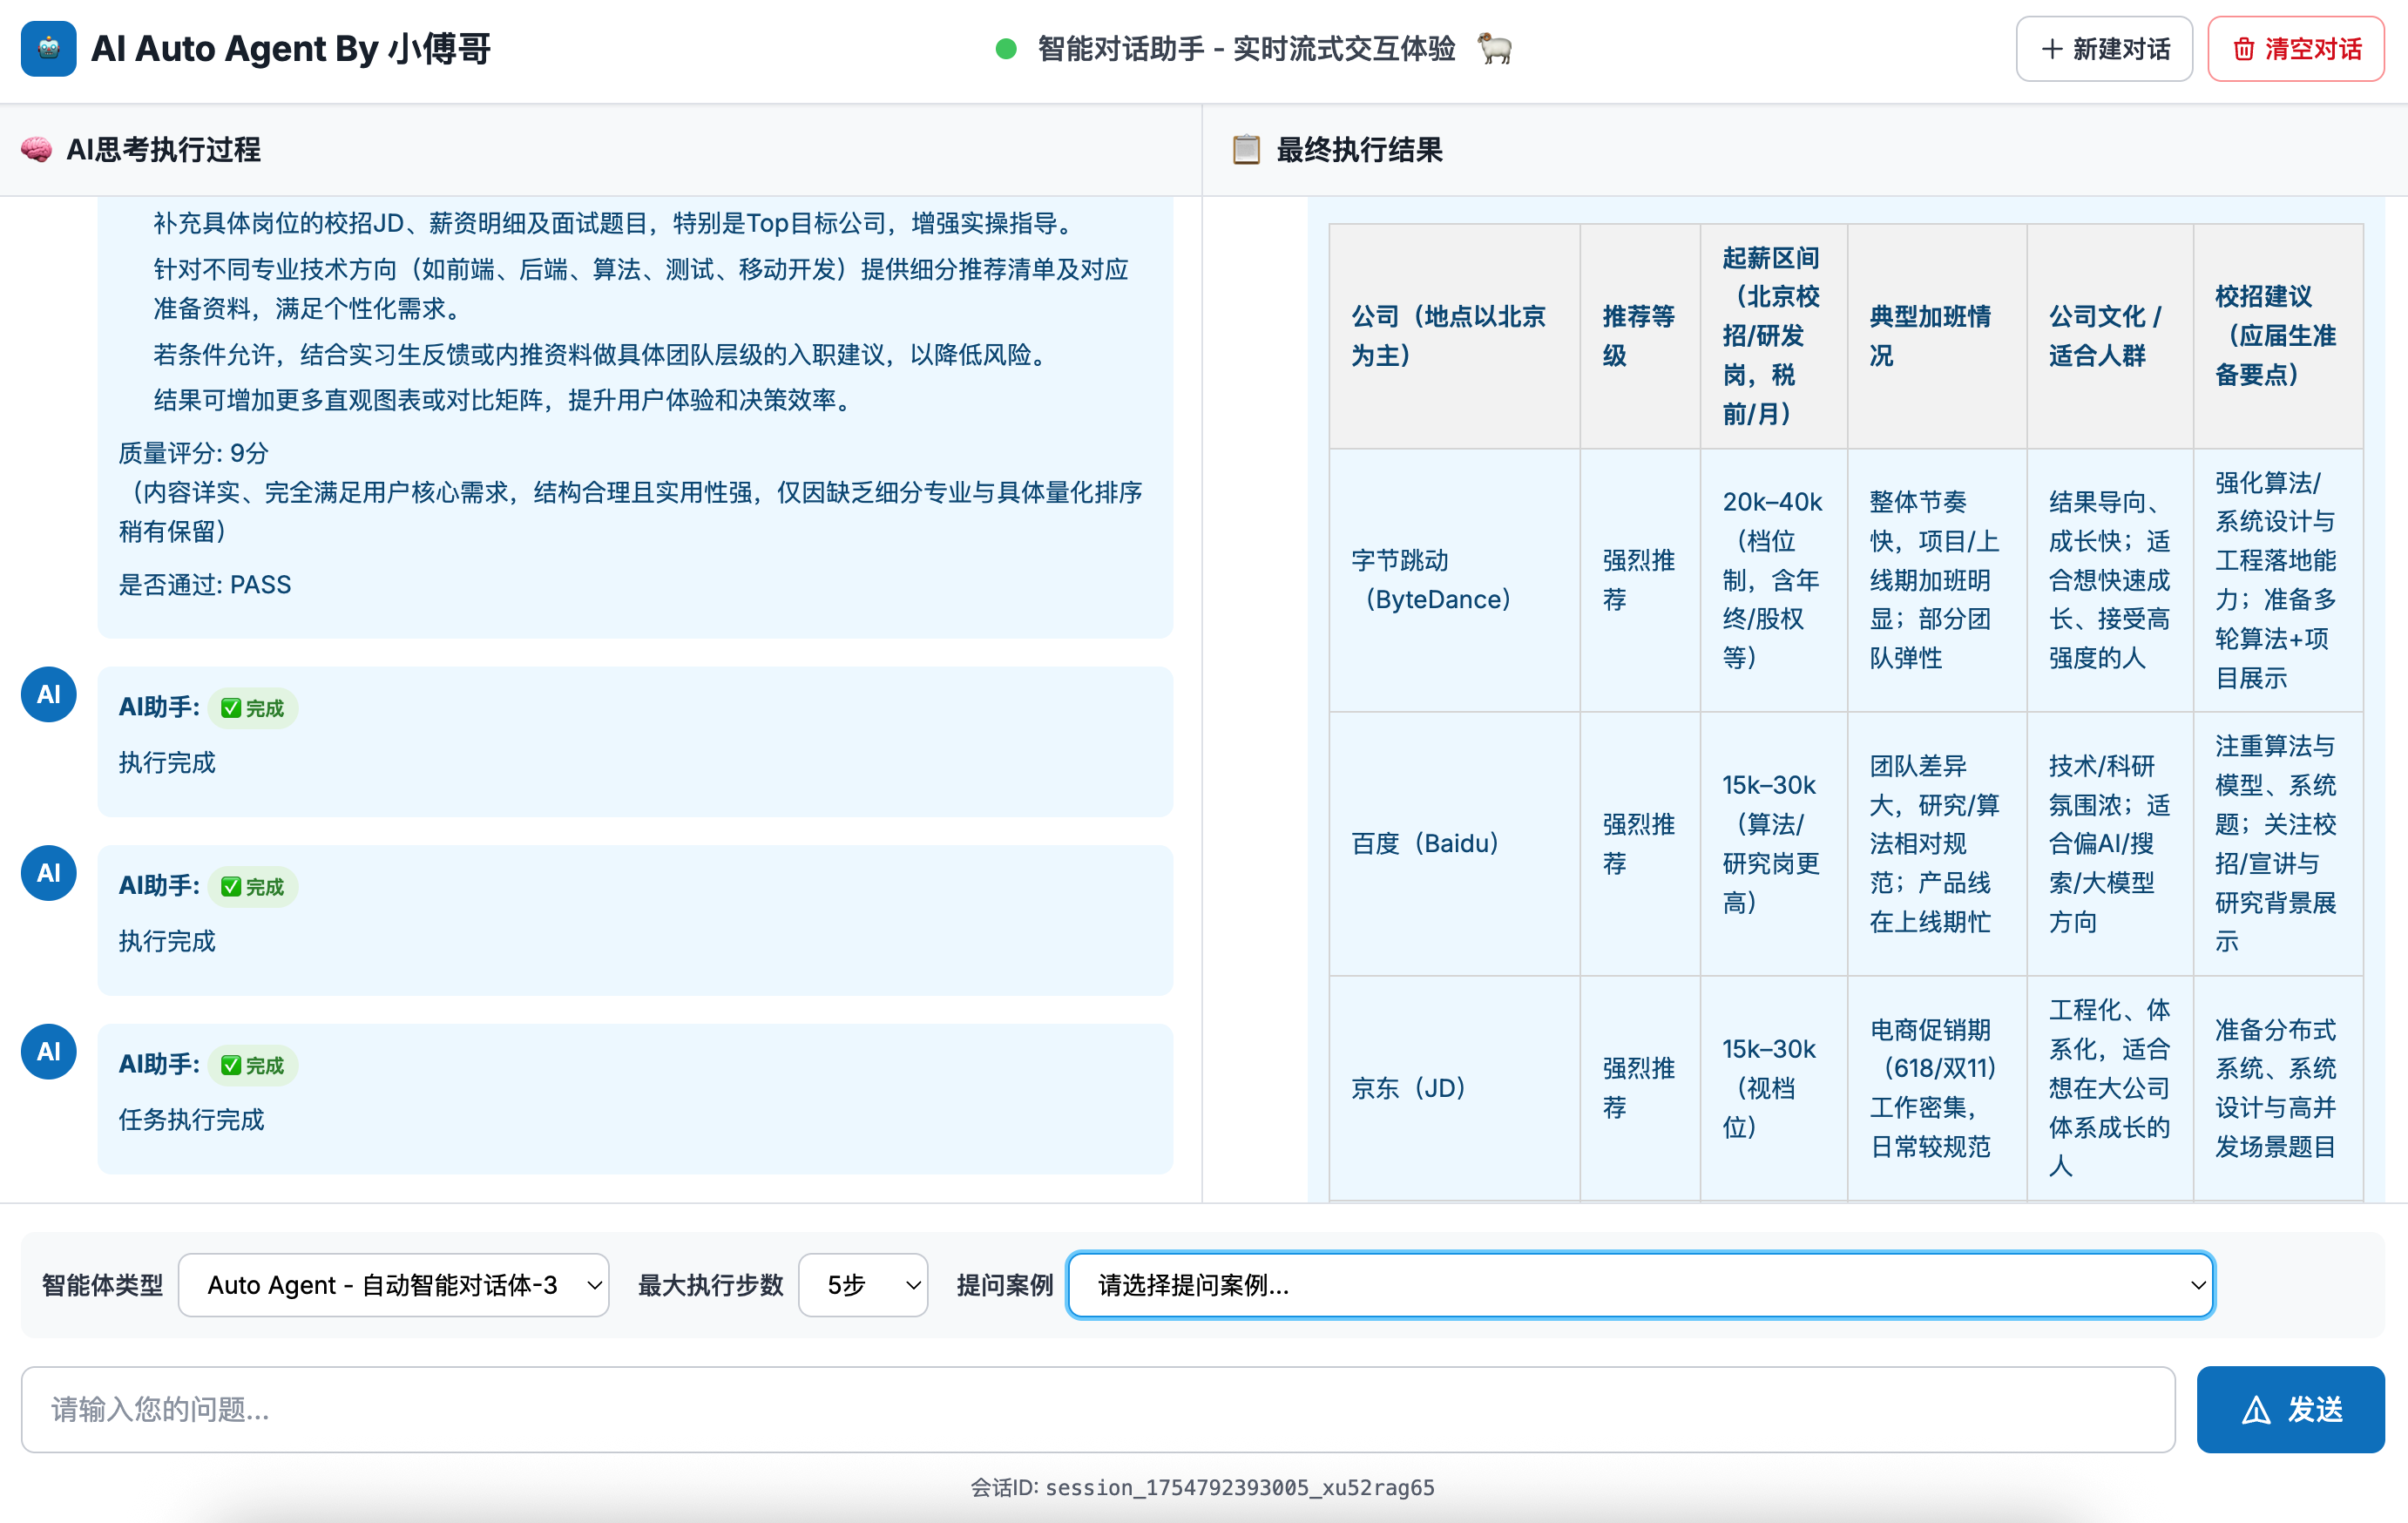 AI Auto Agent By 小傅哥
智能对话助手 - 实时流式交互体验
新建对话
清空对话
AI思考执行过程
补充具体岗位的校招JD、薪资明细及面试题目，特别是Top目标公司，增强实操指导。
针对不同专业技术方向（如前端、后端、算法、测试、移动开发）提供细分推荐清单及对应
准备资料，满足个性化需求。
若条件允许，结合实习生反馈或内推资料做具体团队层级的入职建议，以降低风险。
结果可增加更多直观图表或对比矩阵，提升用户体验和决策效率。
质量评分: 9分
（内容详实、完全满足用户核心需求，结构合理且实用性强，仅因缺乏细分专业与具体量化排序
稍有保留）
是否通过: PASS
AI
AI助手: ✅完成
执行完成
AI
AI助手: ✅完成
执行完成
AI
AI助手: ✅完成
任务执行完成
最终执行结果
公司（地点以北京
为主）
推荐等
级
起薪区间
（北京校
招/研发
岗，税
前/月）
典型加班情
况
公司文化 /
适合人群
校招建议
（应届生准
备要点）
字节跳动
（ByteDance）
强烈推
荐
20k–40k
（档位
制，含年
终/股权
等）
整体节奏
快，项目/上
线期加班明
显；部分团
队弹性
结果导向、
成长快；适
合想快速成
长、接受高
强度的人
强化算法/
系统设计与
工程落地能
力；准备多
轮算法+项
目展示
百度（Baidu）
强烈推
荐
15k–30k
（算法/
研究岗更
高）
团队差异
大，研究/算
法相对规
范；产品线
在上线期忙
技术/科研
氛围浓；适
合偏AI/搜
索/大模型
方向
注重算法与
模型、系统
题；关注校
招/宣讲与
研究背景展
示
京东（JD）
强烈推
荐
15k–30k
（视档
位）
电商促销期
（618/双11）
工作密集，
日常较规范
工程化、体
系化，适合
想在大公司
体系成长的
人
准备分布式
系统、系统
设计与高并
发场景题目
智能体类型
Auto Agent - 自动智能对话体-3
最大执行步数
5步
提问案例
请选择提问案例...
请输入您的问题...
发送
会话ID: session_1754792393005_xu52rag65